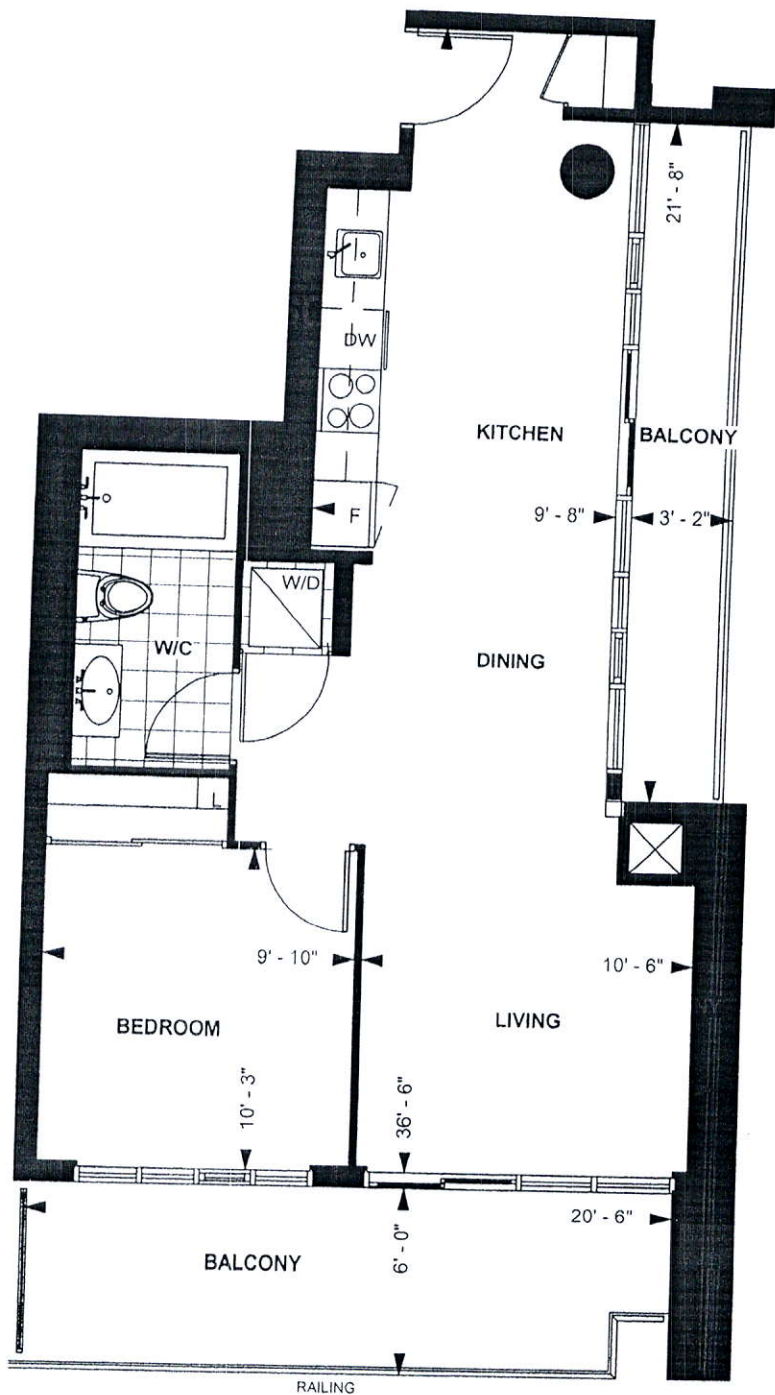 21' - 8"
DW
KITCHEN
BALCONY
F
9' - 8"
3' - 2"
W/D
W/C
DINING
L
9' - 10"
10' - 6"
BEDROOM
LIVING
10' - 3"
36' - 6"
20' - 6"
6' - 0"
BALCONY
RAILING